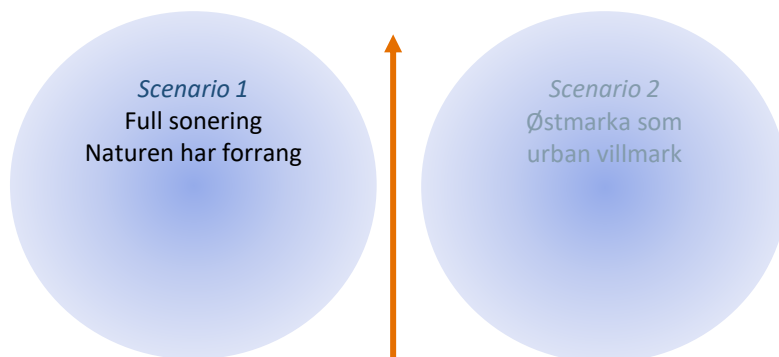 Scenario 1
Full sonering
Naturen har forrang
Scenario 2
Østmarka som
urban villmark